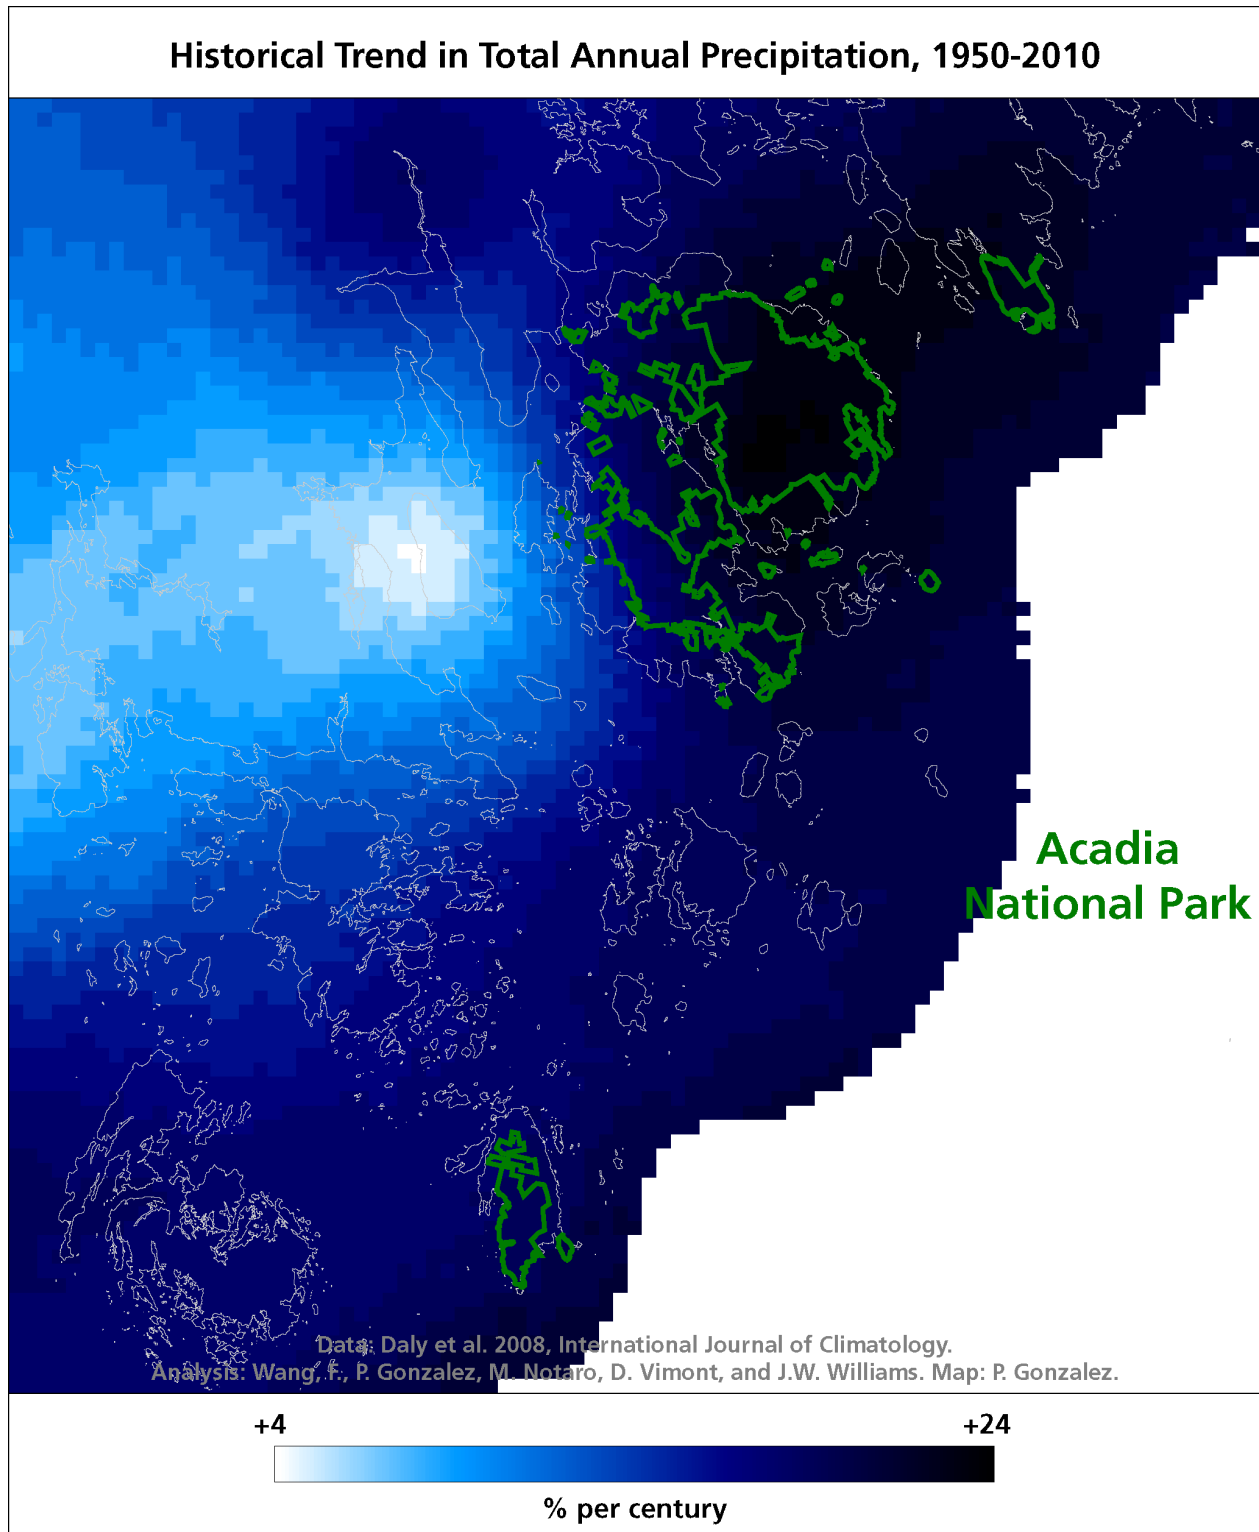 Historical Trend in Total Annual Precipitation, 1950-2010
Acadia
National Park
Data: Daly et al. 2008, International Journal of Climatology.
Analysis: Wang, F., P. Gonzalez, M. Notaro, D. Vimont, and J.W. Williams. Map: P. Gonzalez.
+4 +24
% per century